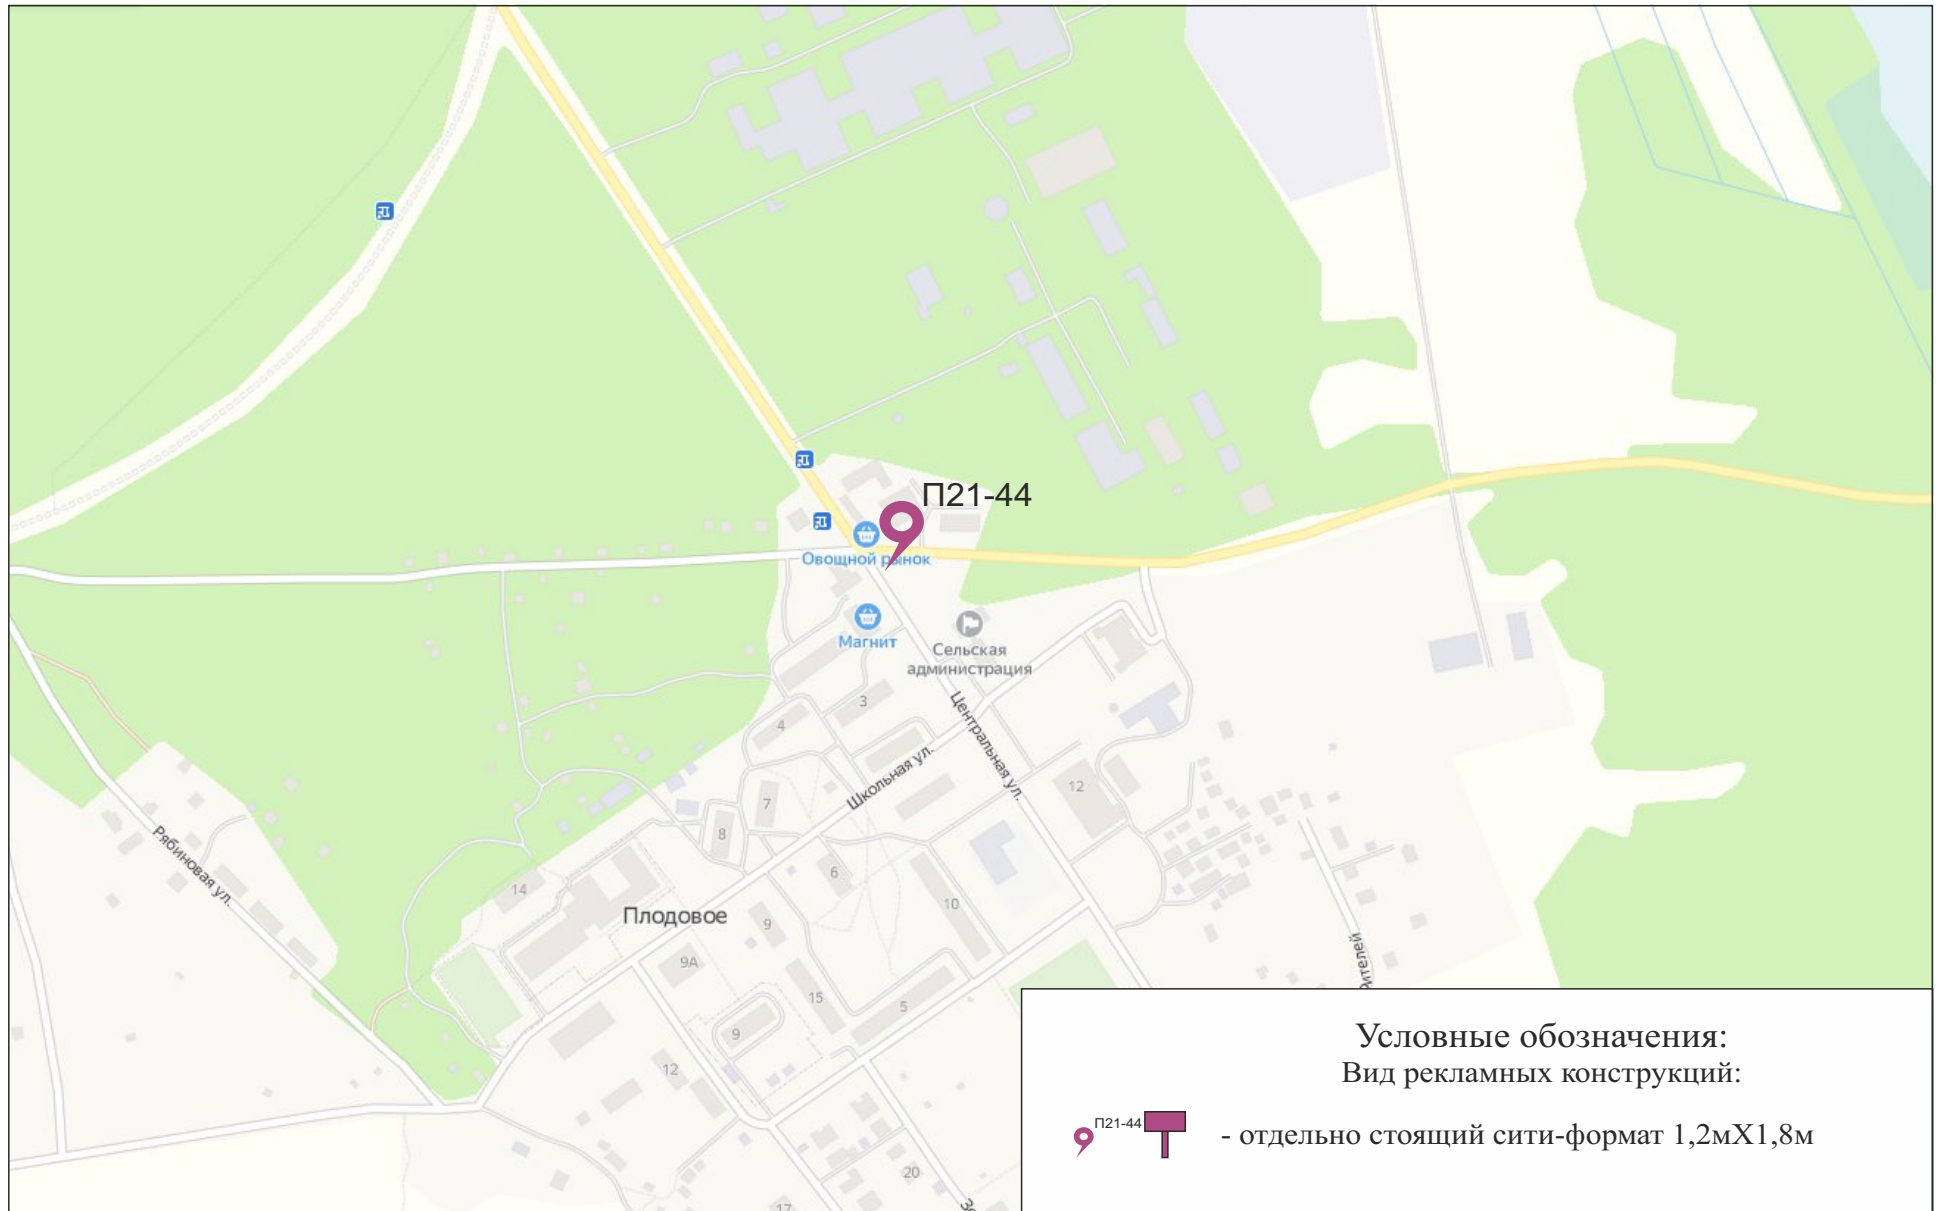 П21-44
Овощной рынок
Магнит
Сельская
администрация
3
4
Центральная ул.
Школьная ул.
12
7
8
6
Рябиновая ул.
14
10
Плодовое
9
9А
15
5
9
12
20
17
Условные обозначения:
Вид рекламных конструкций:
П21-44
- отдельно стоящий сити-формат 1,2мХ1,8м